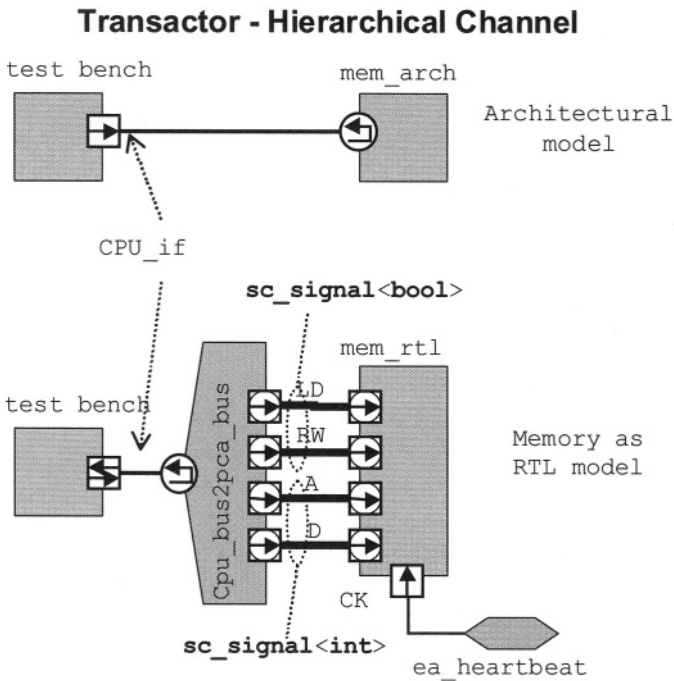 Transactor - Hierarchical Channel
test bench
mem_arch
Architectural
model
CPU_if
sc_signal<bool>
mem_rtl
test bench
Cpu_bus2pca_bus
LD
RW
A
D
Memory as
RTL model
CK
sc_signal<int>
ea_heartbeat